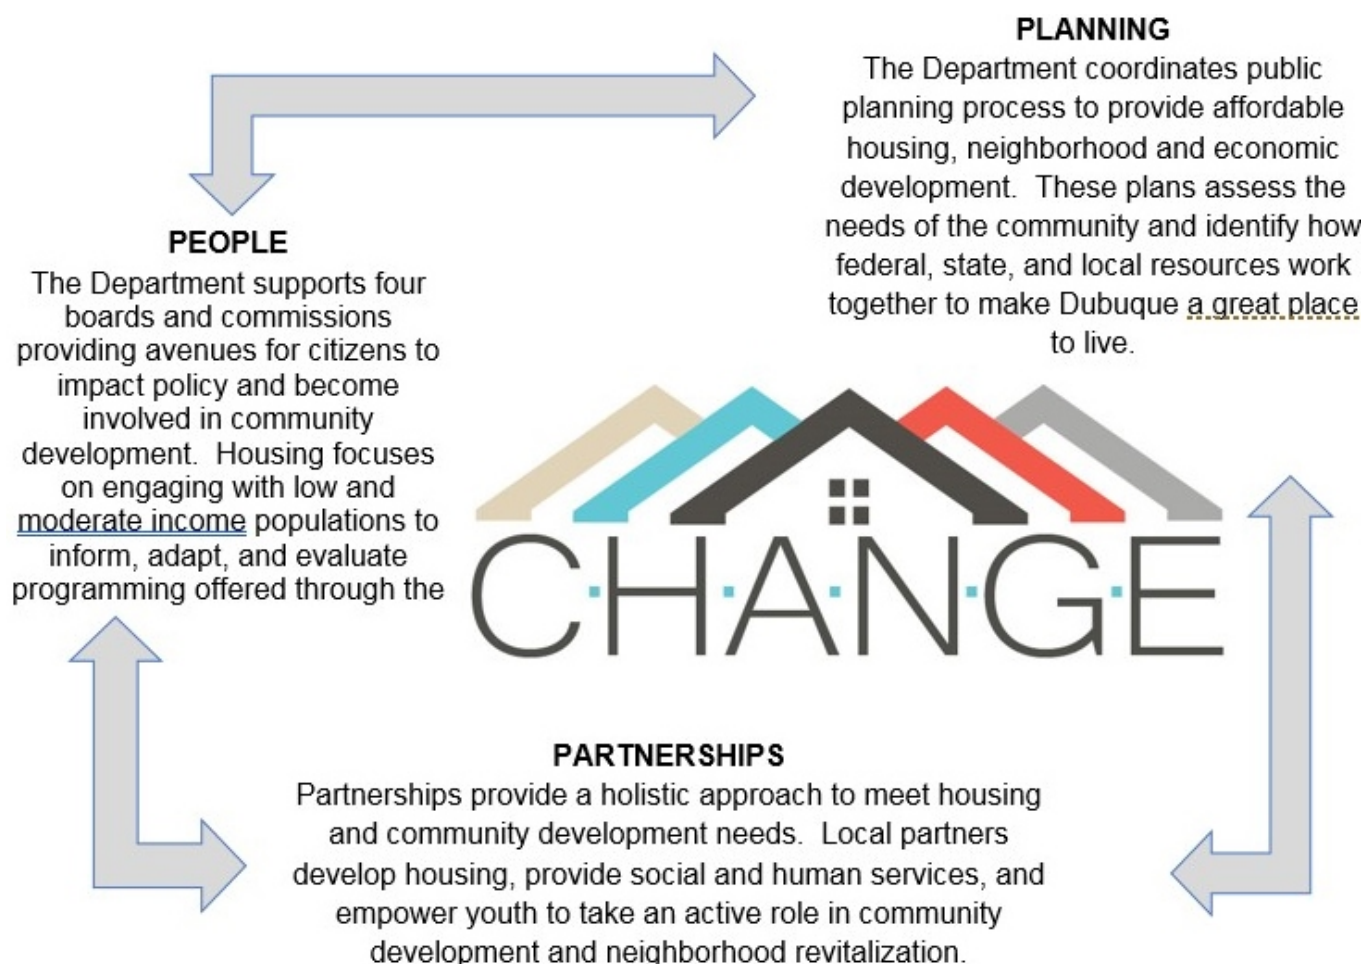 PLANNING
The Department coordinates public
planning process to provide affordable
housing, neighborhood and economic
development.  These plans assess the
needs of the community and identify how
federal, state, and local resources work
together to make Dubuque a great place
to live.
PEOPLE
The Department supports four
boards and commissions
providing avenues for citizens to
impact policy and become
involved in community
development.  Housing focuses
on engaging with low and
moderate income populations to
inform, adapt, and evaluate
programming offered through the
C·H·A·N·G·E
PARTNERSHIPS
Partnerships provide a holistic approach to meet housing
and community development needs.  Local partners
develop housing, provide social and human services, and
empower youth to take an active role in community
development and neighborhood revitalization.